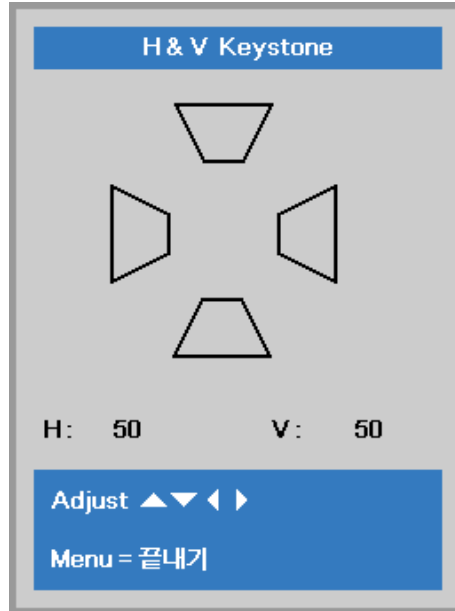 H & V Keystone
H: 50 V: 50
Adjust ▲▼◀▶
Menu = 끝내기